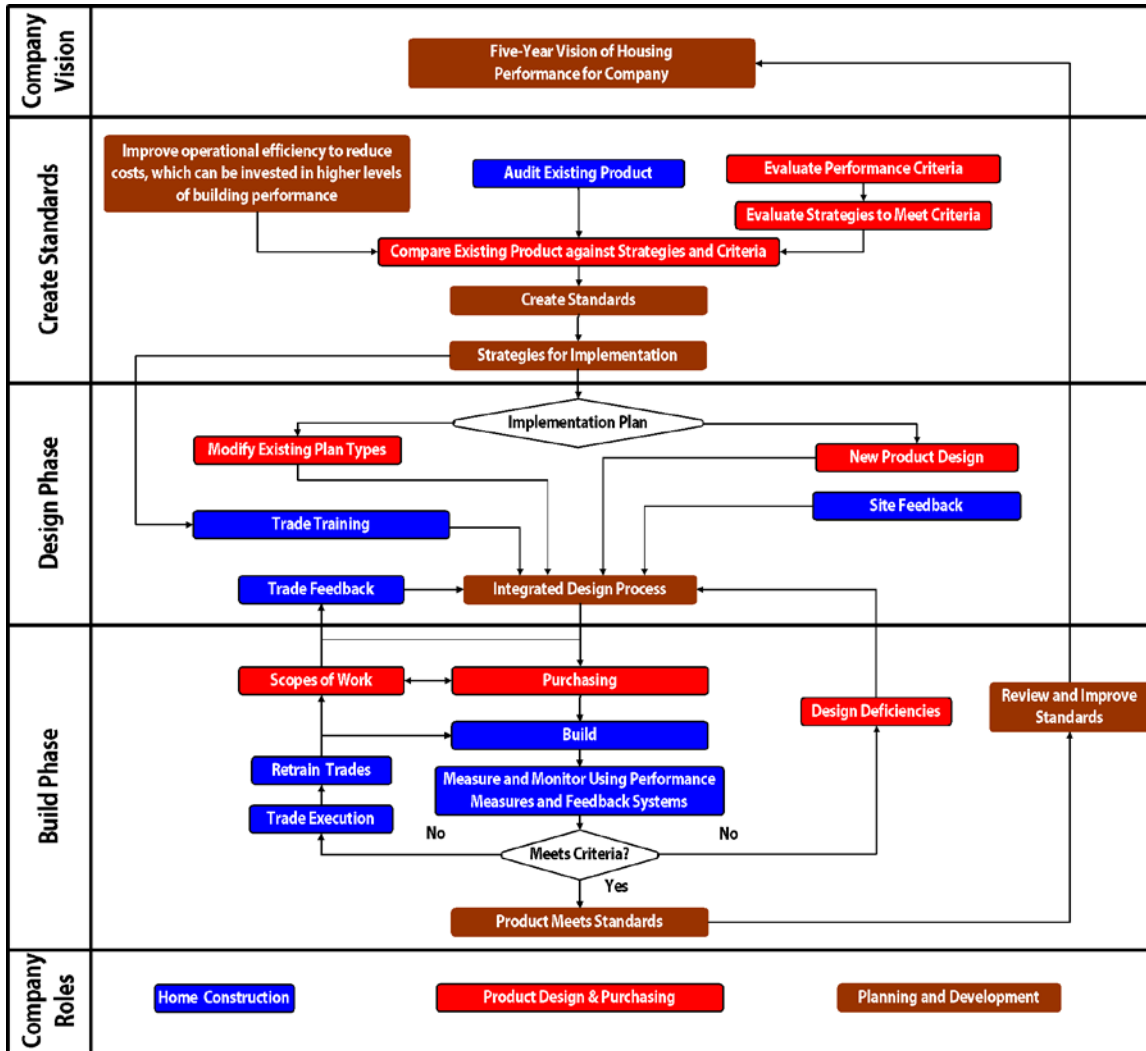 Company
Vision
Five-Year Vision of Housing
Performance for Company
Create Standards
Improve operational efficiency to reduce
costs, which can be invested in higher levels
of building performance
Audit Existing Product
Evaluate Performance Criteria
Evaluate Strategies to Meet Criteria
Compare Existing Product against Strategies and Criteria
Create Standards
Strategies for Implementation
Design Phase
Implementation Plan
Modify Existing Plan Types
New Product Design
Site Feedback
Trade Training
Trade Feedback
Integrated Design Process
Build Phase
Scopes of Work
Purchasing
Design Deficiencies
Review and Improve
Standards
Build
Retrain Trades
Measure and Monitor Using Performance
Measures and Feedback Systems
Trade Execution
No
No
Meets Criteria?
Yes
Product Meets Standards
Company
Roles
Home Construction
Product Design & Purchasing
Planning and Development